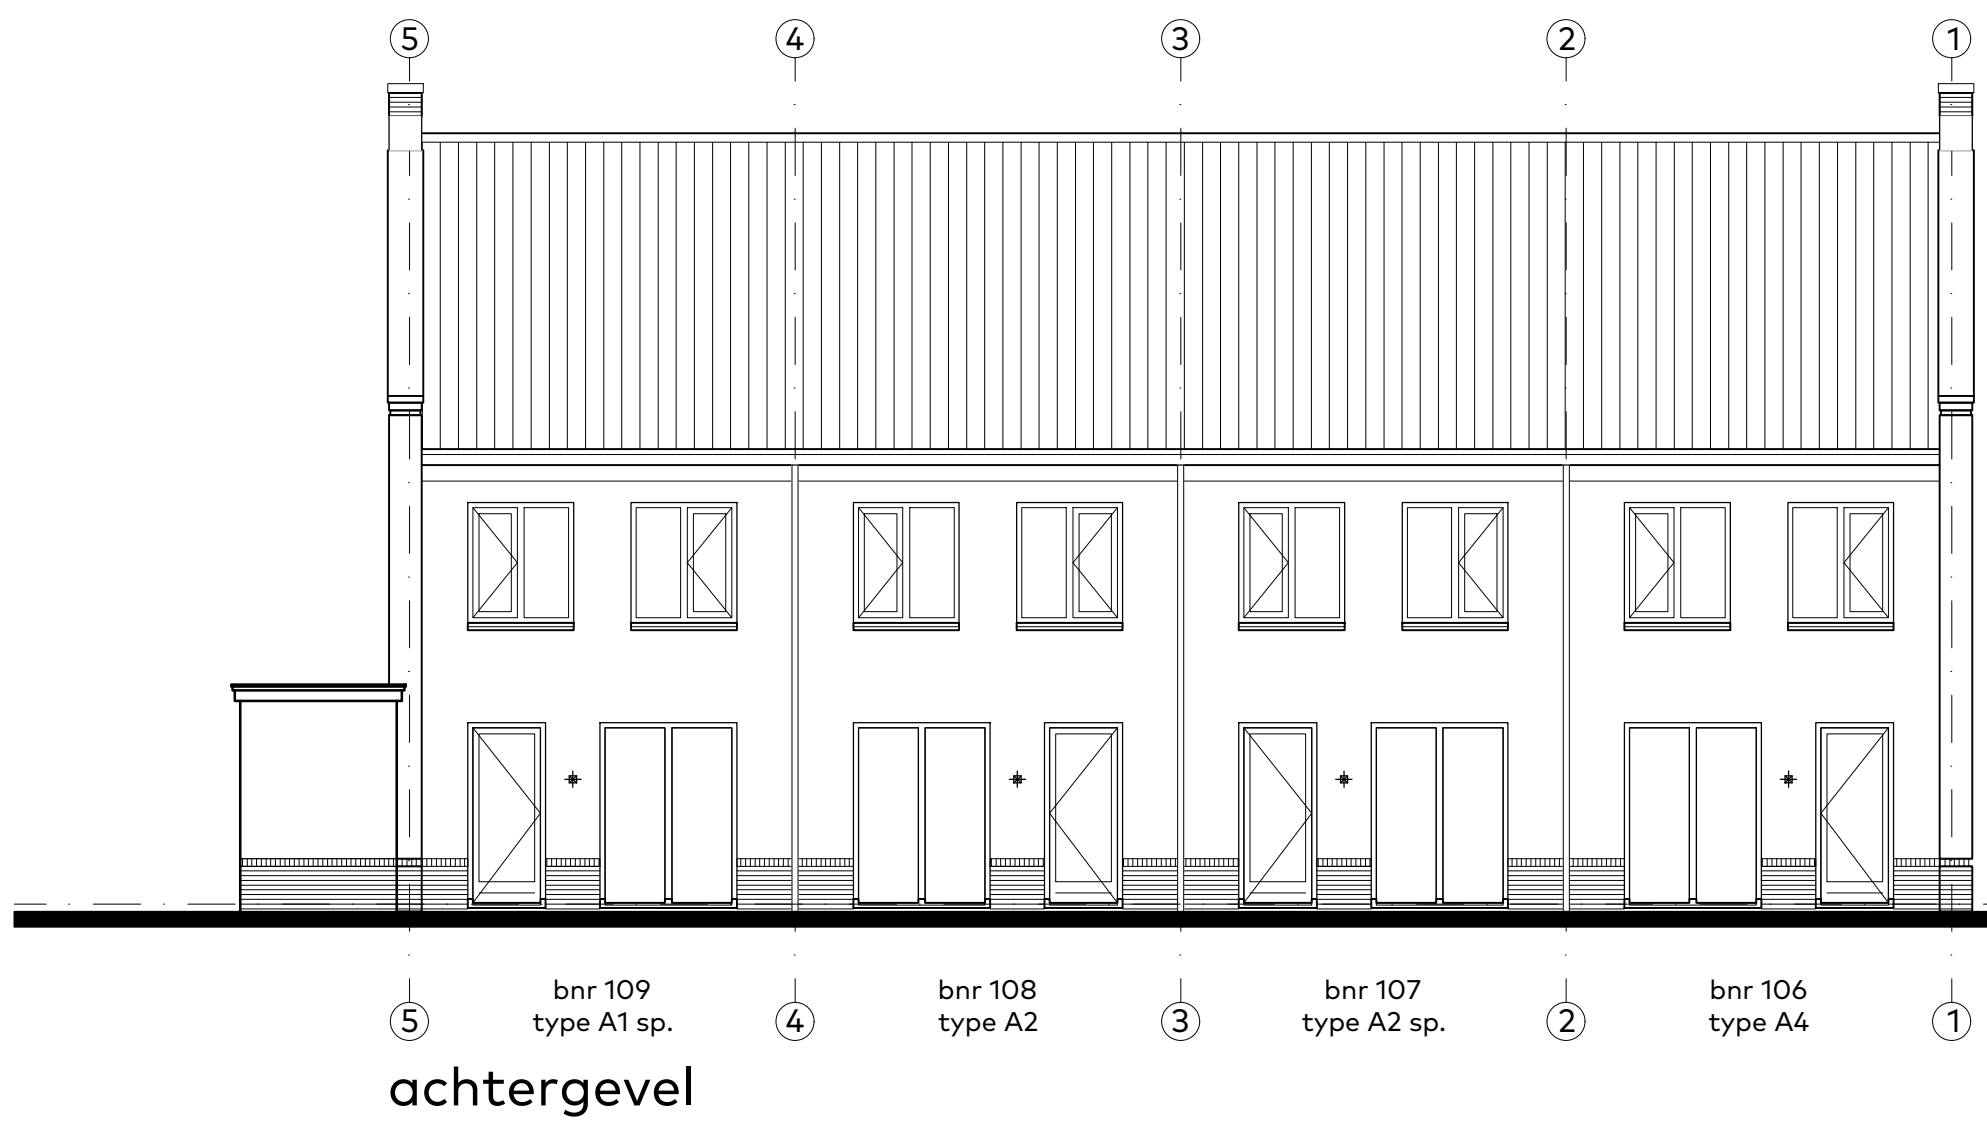 5 4 3 2 1
bnr 109 bnr 108 bnr 107 bnr 106
5 type A1 sp. 4 type A2 3 type A2 sp. 2 type A4 1
achtergevel